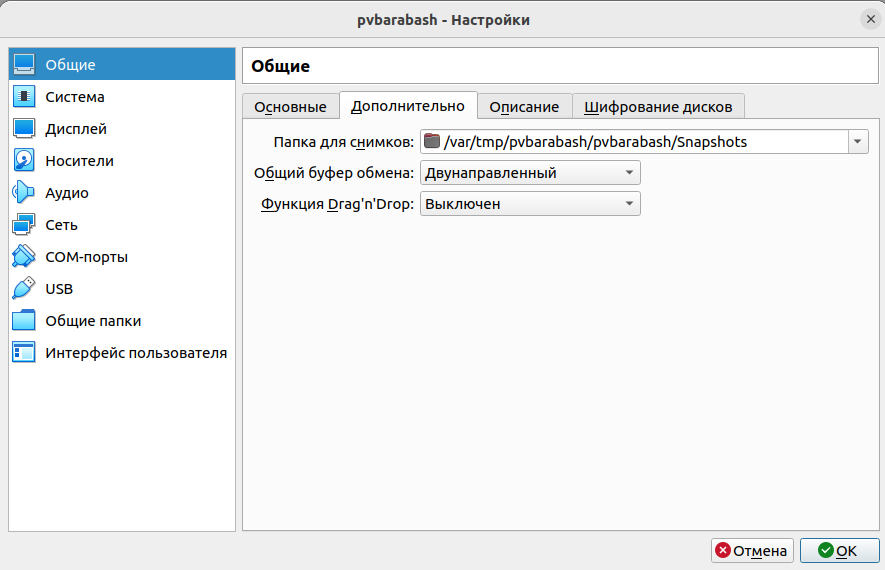 pvbarabash - Настройки
Общие
Система
Дисплей
Носители
Аудио
Сеть
COM-порты
USB
Общие папки
Интерфейс пользователя
Общие
Основные Дополнительно Описание Шифрование дисков
Папка для снимков: /var/tmp/pvbarabash/pvbarabash/Snapshots
Общий буфер обмена: Двунаправленный
Функция Drag'n'Drop: Выключен
Отмена OK